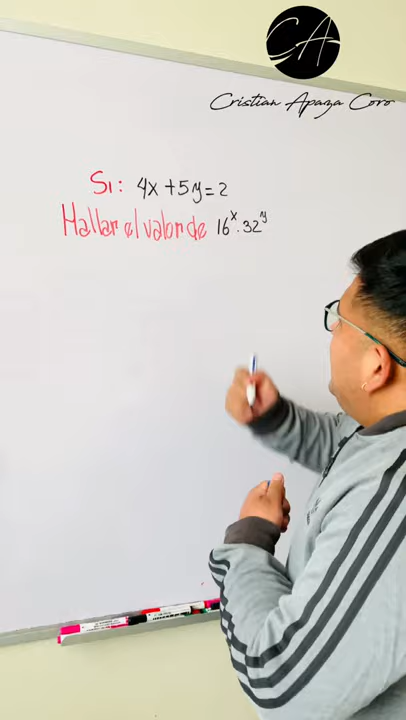 CA
Cristian Apaza Coro
Si: 4x + 5y = 2
Hallar el valor de 16^x . 32^y